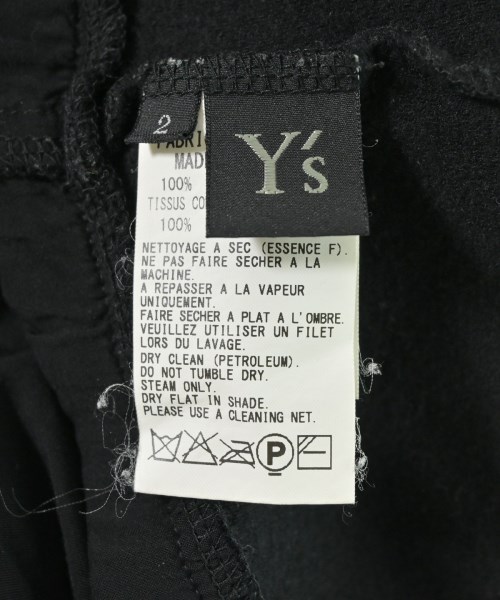 2
Y's
FABRI
MAD
100%
TISSUS CO
100%
NETTOYAGE A SEC (ESSENCE F).
NE PAS FAIRE SECHER A LA
MACHINE.
A REPASSER A LA VAPEUR
UNIQUEMENT.
FAIRE SECHER A PLAT A L'OMBRE.
VEUILLEZ UTILISER UN FILET
LORS DU LAVAGE.
DRY CLEAN (PETROLEUM).
DO NOT TUMBLE DRY.
STEAM ONLY.
DRY FLAT IN SHADE.
PLEASE USE A CLEANING NET.
P